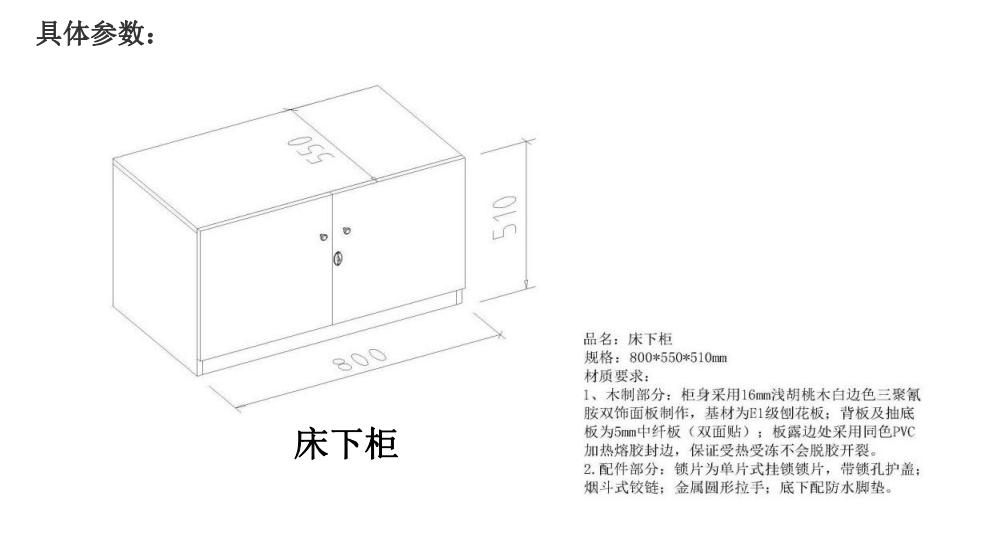 具体参数：
550
510
800
床下柜
品名：床下柜
规格：800*550*510mm
材质要求：
1、木制部分：柜身采用16mm浅胡桃木白边色三聚氰
胺双饰面板制作，基材为E1级刨花板；背板及抽底
板为5mm中纤板（双面贴）；板露边处采用同色PVC
加热熔胶封边，保证受热受冻不会脱胶开裂。
2.配件部分：锁片为单片式挂锁锁片，带锁孔护盖；
烟斗式铰链；金属圆形拉手；底下配防水脚垫。